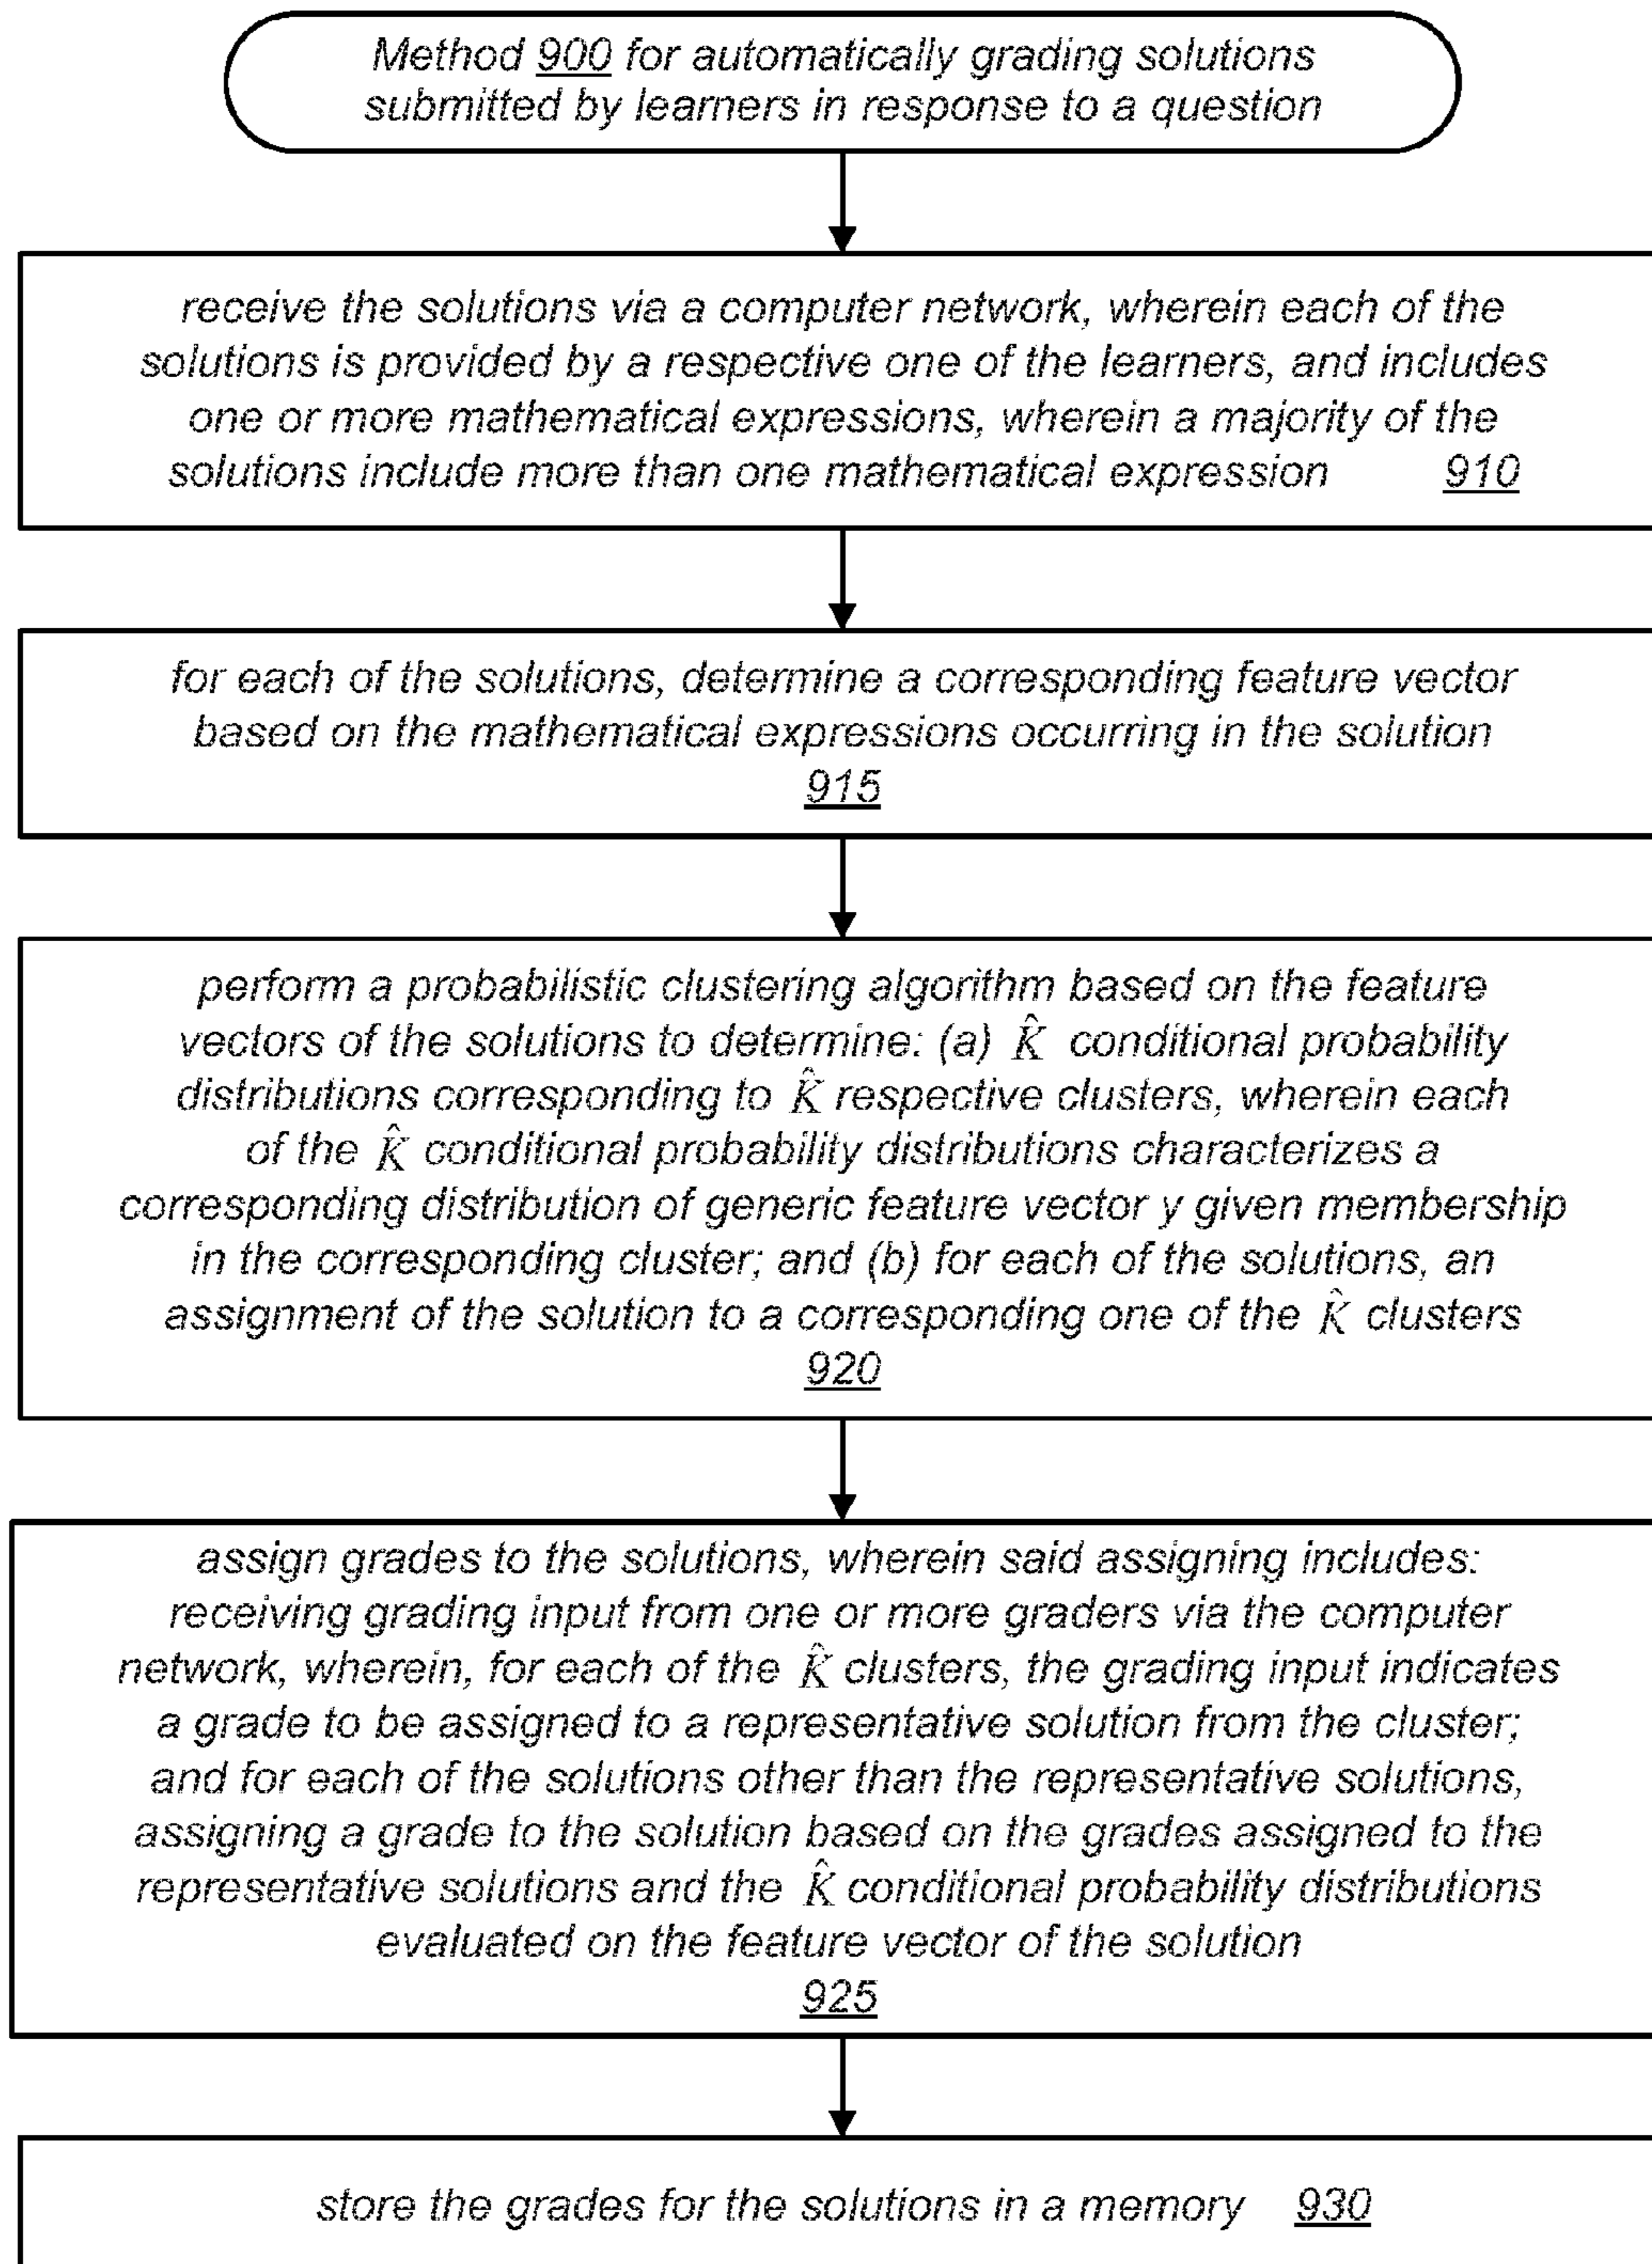 Method 900 for automatically grading solutions
submitted by learners in response to a question
receive the solutions via a computer network, wherein each of the
solutions is provided by a respective one of the learners, and includes
one or more mathematical expressions, wherein a majority of the
solutions include more than one mathematical expression 910
for each of the solutions, determine a corresponding feature vector
based on the mathematical expressions occurring in the solution
915
perform a probabilistic clustering algorithm based on the feature
vectors of the solutions to determine: (a) K̂ conditional probability
distributions corresponding to K̂ respective clusters, wherein each
of the K̂ conditional probability distributions characterizes a
corresponding distribution of generic feature vector y given membership
in the corresponding cluster; and (b) for each of the solutions, an
assignment of the solution to a corresponding one of the K̂ clusters
920
assign grades to the solutions, wherein said assigning includes:
receiving grading input from one or more graders via the computer
network, wherein, for each of the K̂ clusters, the grading input indicates
a grade to be assigned to a representative solution from the cluster;
and for each of the solutions other than the representative solutions,
assigning a grade to the solution based on the grades assigned to the
representative solutions and the K̂ conditional probability distributions
evaluated on the feature vector of the solution
925
store the grades for the solutions in a memory 930